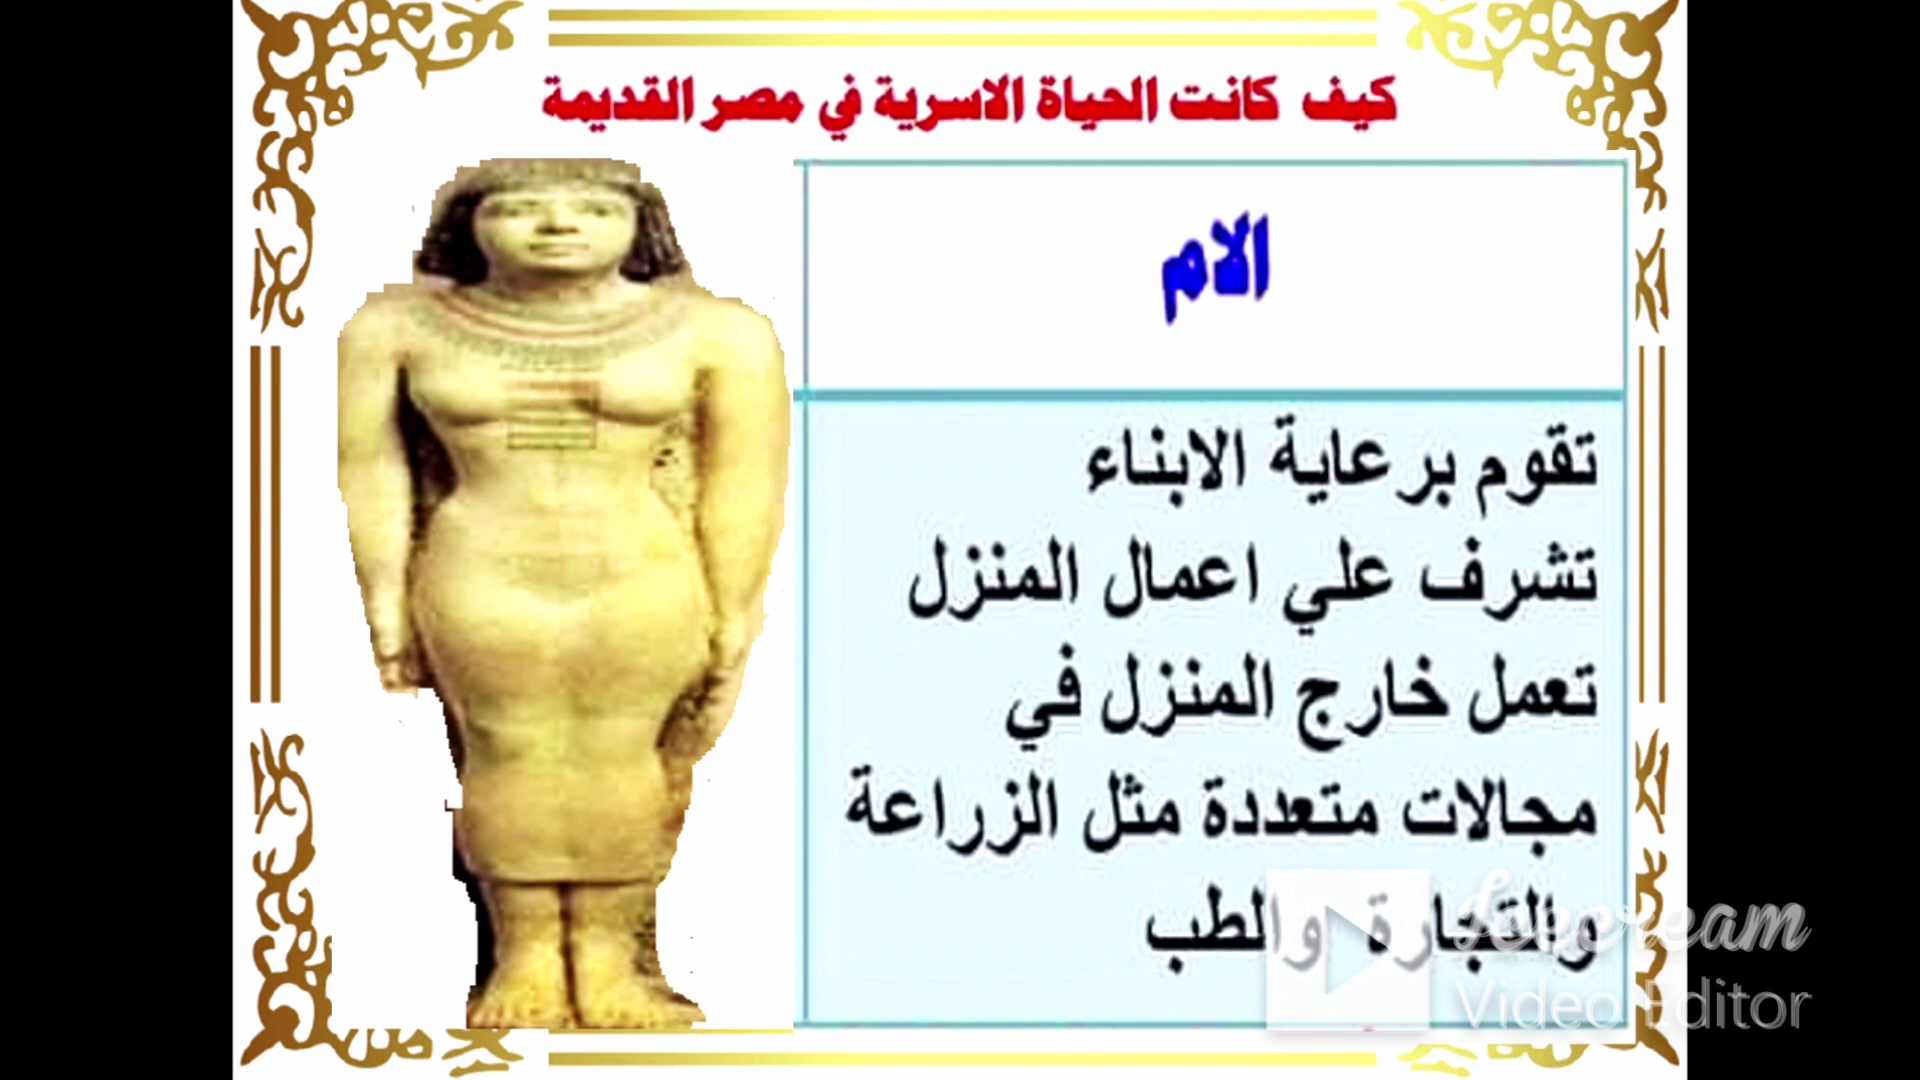 كيف كانت الحياة الاسرية في مصر القديمة
الام
تقوم برعاية الابناء
تشرف علي اعمال المنزل
تعمل خارج المنزل في
مجالات متعددة مثل الزراعة
والتجارة والطب
Icecream
Video Editor